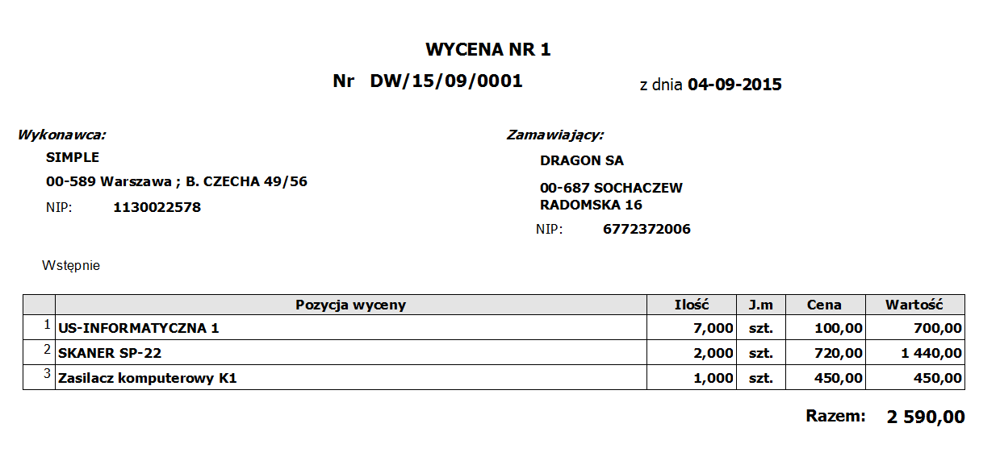 WYCENA NR 1
Nr DW/15/09/0001 z dnia 04-09-2015
Wykonawca:
SIMPLE
00-589 Warszawa ; B. CZECHA 49/56
NIP: 1130022578
Zamawiający:
DRAGON SA
00-687 SOCHACZEW
RADOMSKA 16
NIP: 6772372006
Wstępnie
Pozycja wyceny Ilość J.m Cena Wartość
1 US-INFORMATYCZNA 1 7,000 szt. 100,00 700,00
2 SKANER SP-22 2,000 szt. 720,00 1 440,00
3 Zasilacz komputerowy K1 1,000 szt. 450,00 450,00
Razem: 2 590,00